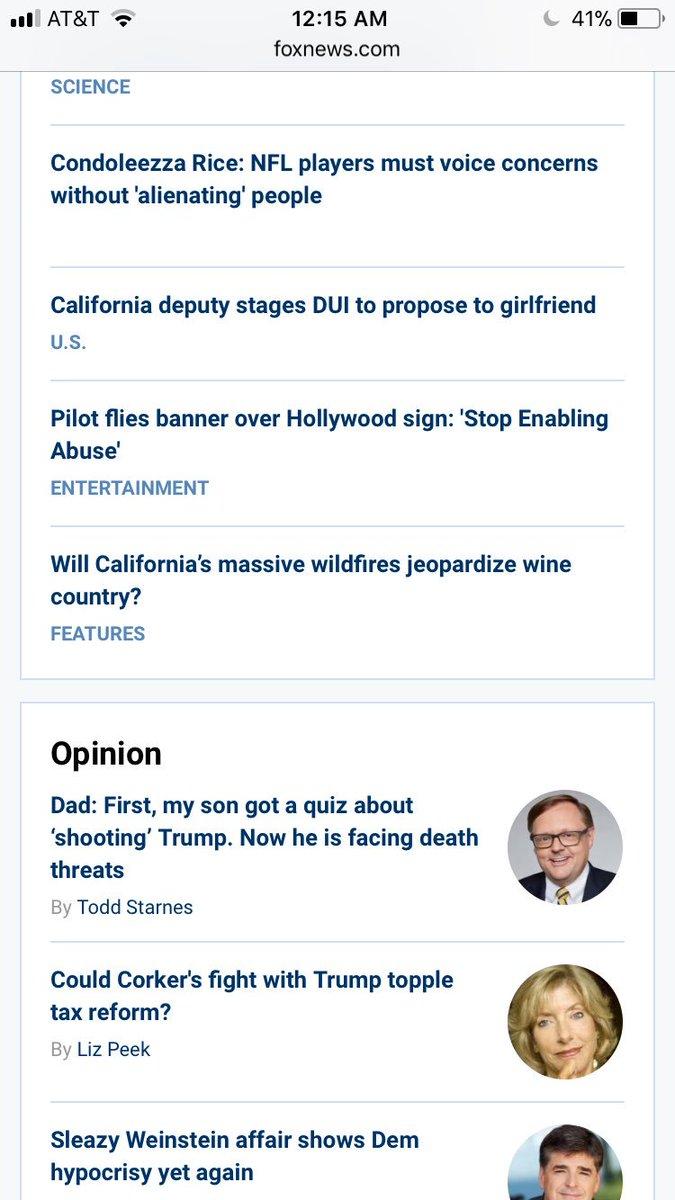 AT&T 12:15 AM 41%
foxnews.com
SCIENCE
Condoleezza Rice: NFL players must voice concerns
without 'alienating' people
California deputy stages DUI to propose to girlfriend
U.S.
Pilot flies banner over Hollywood sign: 'Stop Enabling
Abuse'
ENTERTAINMENT
Will California’s massive wildfires jeopardize wine
country?
FEATURES
Opinion
Dad: First, my son got a quiz about
‘shooting’ Trump. Now he is facing death
threats
By Todd Starnes
Could Corker's fight with Trump topple
tax reform?
By Liz Peek
Sleazy Weinstein affair shows Dem
hypocrisy yet again